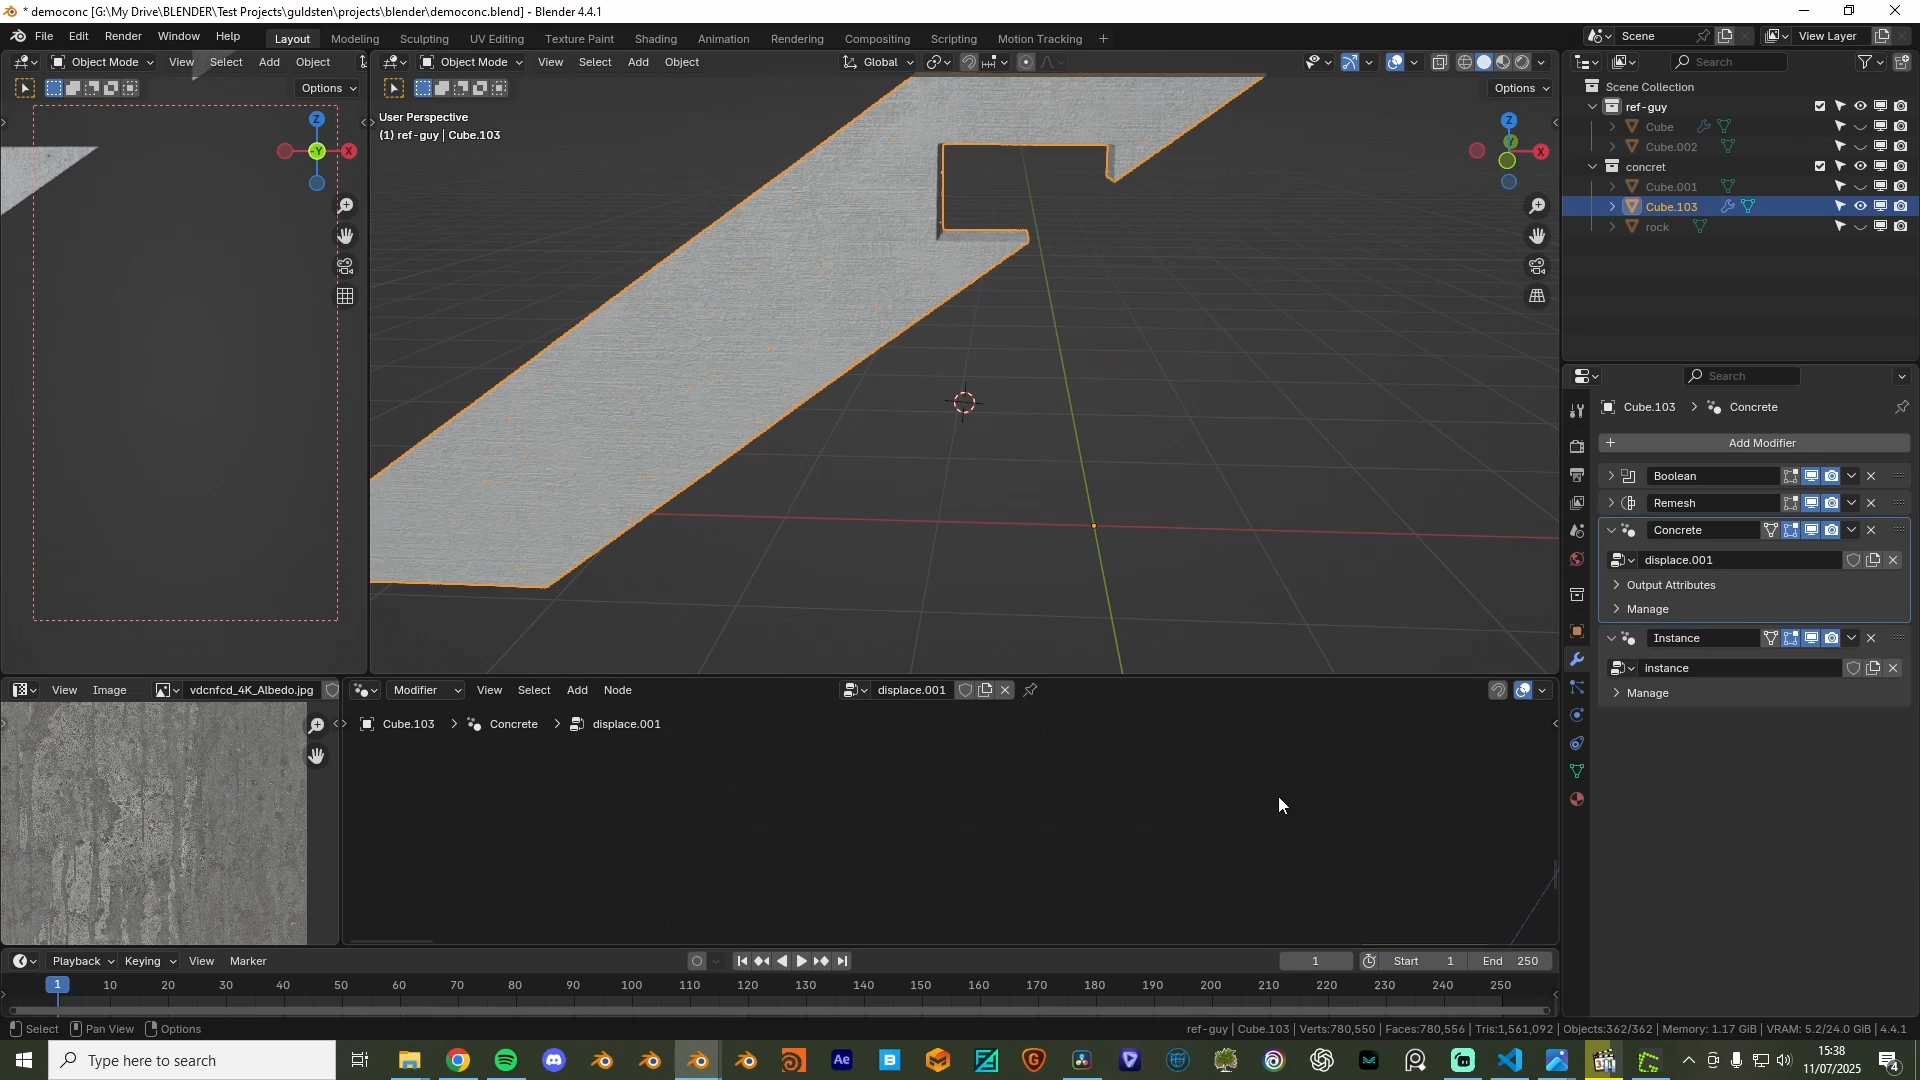 * democonc [G:\My Drive\BLENDER\Test Projects\guldsten\projects\blender\democonc.blend] - Blender 4.4.1
File Edit Render Window Help
Layout Modeling Sculpting UV Editing Texture Paint Shading Animation Rendering Compositing Scripting Motion Tracking +
Scene
View Layer
Object Mode View Select Add Object
Options
Object Mode View Select Add Object
Global
Options
User Perspective
(1) ref-guy | Cube.103
Z
-Y
X
Z
X
Search
Scene Collection
ref-guy
Cube
Cube.002
concret
Cube.001
Cube.103
rock
Search
Cube.103 > Concrete
+ Add Modifier
Boolean
Remesh
Concrete
displace.001
Output Attributes
Manage
Instance
instance
Manage
View Image vdcnfcd_4K_Albedo.jpg
Modifier View Select Add Node
displace.001
Cube.103 > Concrete > displace.001
Playback Keying View Marker
1 Start 1 End 250
1 10 20 30 40 50 60 70 80 90 100 110 120 130 140 150 160 170 180 190 200 210 220 230 240 250
Select Pan View Options
ref-guy | Cube.103 | Verts:780,550 | Faces:780,556 | Tris:1,561,092 | Objects:362/362 | Memory: 1.17 GiB | VRAM: 5.2/24.0 GiB | 4.4.1
Type here to search
Ae
15:38
11/07/2025
4